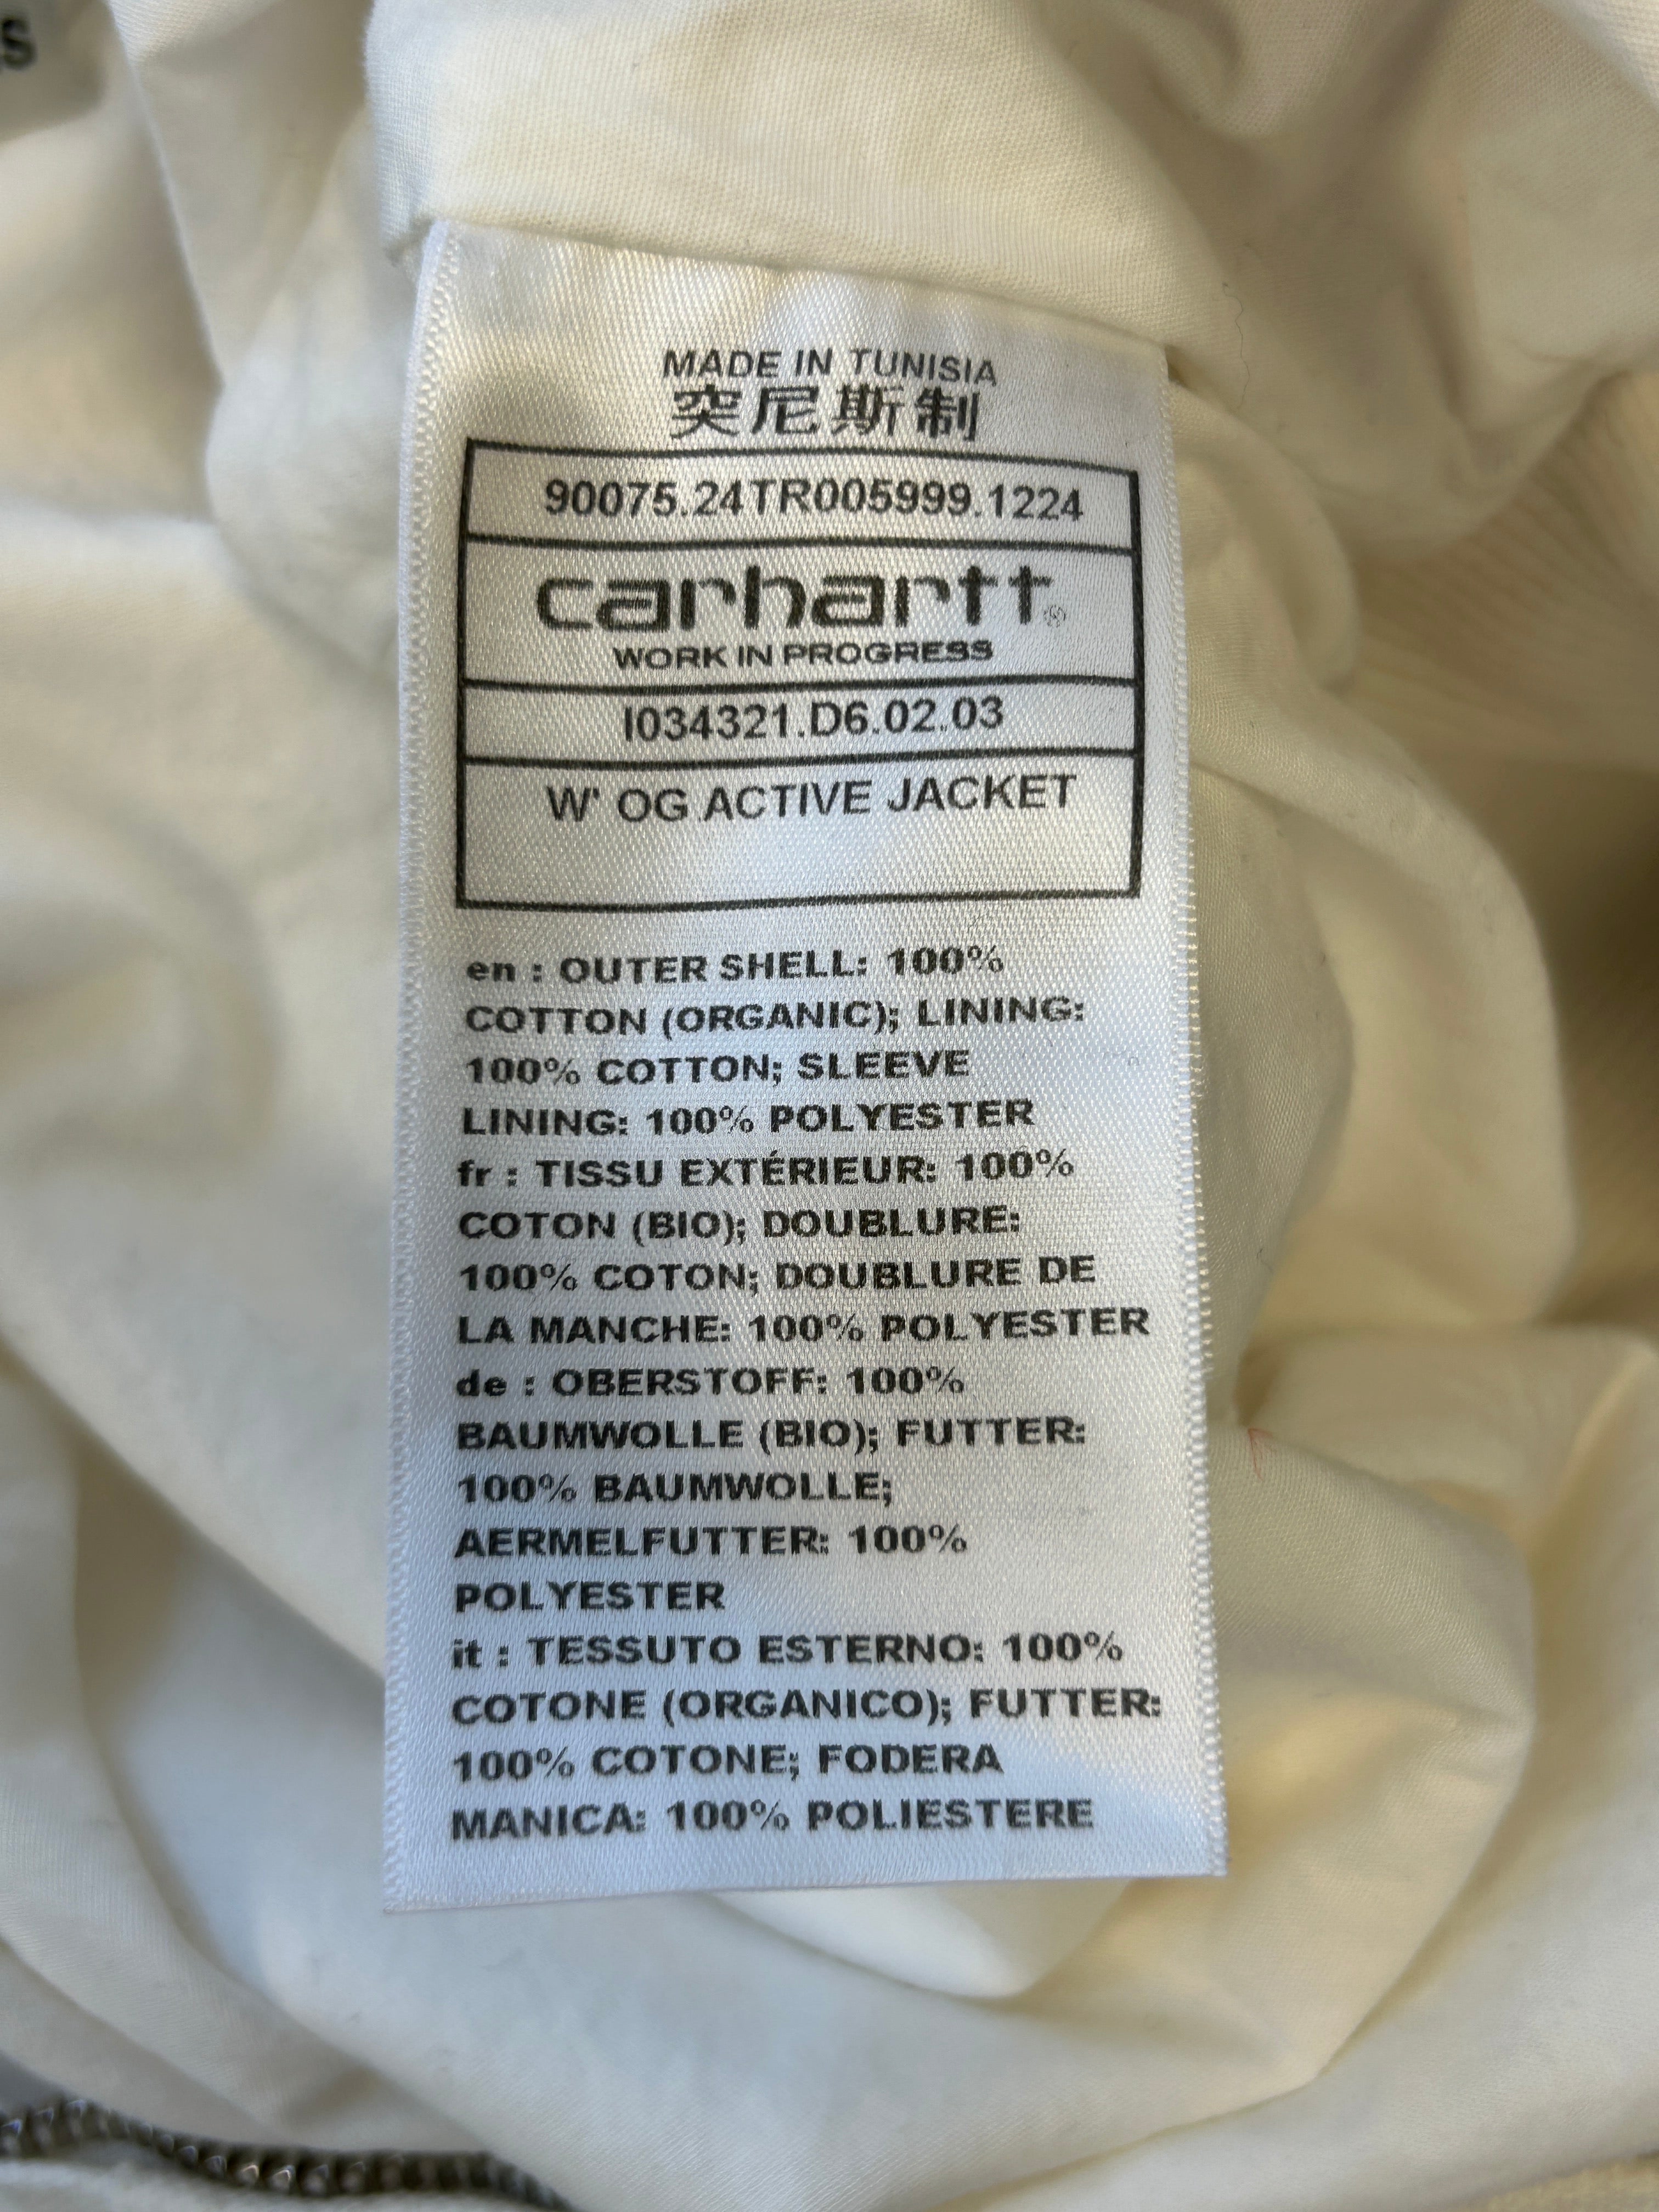 S
MADE IN TUNISIA
突尼斯制
90075.24TR005999.1224
carhartt®
WORK IN PROGRESS
I034321.D6.02.03
W' OG ACTIVE JACKET
en : OUTER SHELL: 100%
COTTON (ORGANIC); LINING:
100% COTTON; SLEEVE
LINING: 100% POLYESTER
fr : TISSU EXTÉRIEUR: 100%
COTON (BIO); DOUBLURE:
100% COTON; DOUBLURE DE
LA MANCHE: 100% POLYESTER
de : OBERSTOFF: 100%
BAUMWOLLE (BIO); FUTTER:
100% BAUMWOLLE;
AERMELFUTTER: 100%
POLYESTER
it : TESSUTO ESTERNO: 100%
COTONE (ORGANICO); FUTTER:
100% COTONE; FODERA
MANICA: 100% POLIESTERE